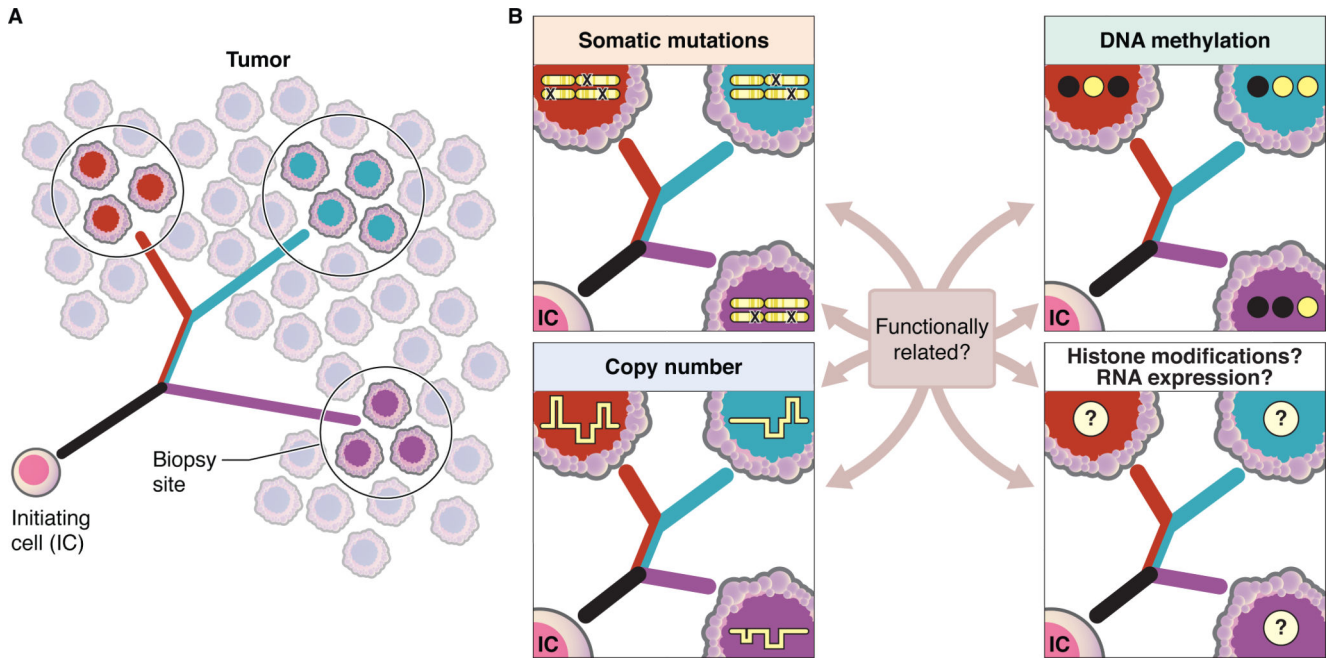 A
Tumor
Biopsy
site
Initiating
cell (IC)
B
Somatic mutations
X
X
X
X
X
X
X
IC
DNA methylation
IC
Functionally
related?
Copy number
IC
Histone modifications?
RNA expression?
?
?
?
IC